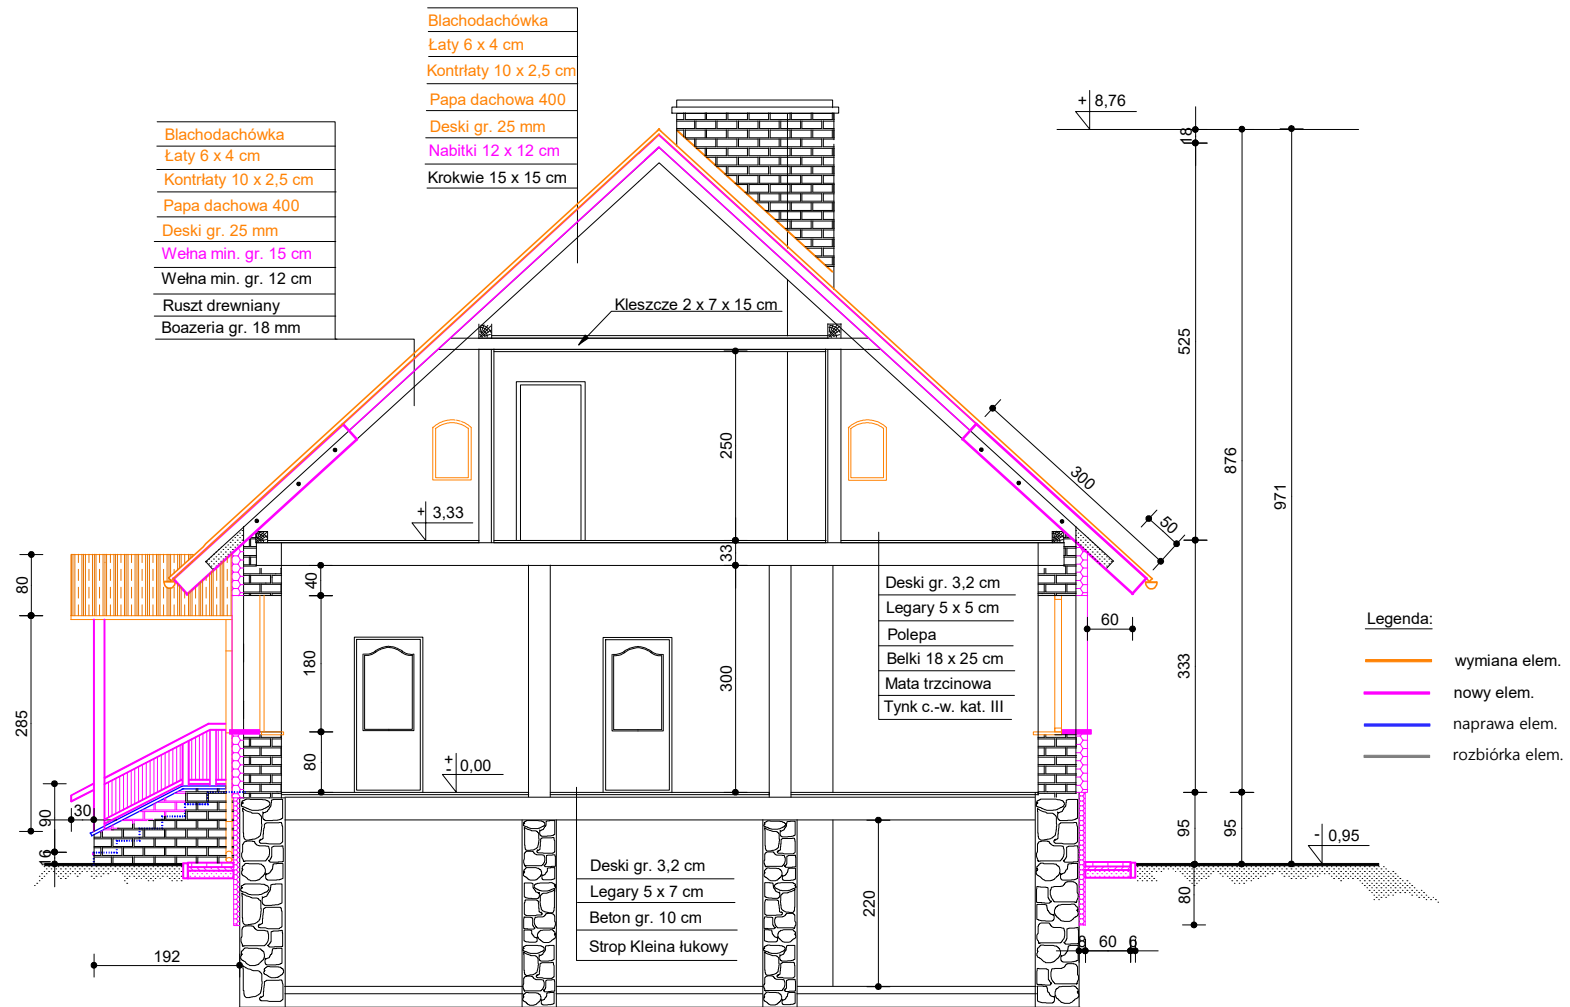 Blachodachówka
Łaty 6 x 4 cm
Kontrłaty 10 x 2,5 cm
Papa dachowa 400
Deski gr. 25 mm
Nabitki 12 x 12 cm
Krokwie 15 x 15 cm
Blachodachówka
Łaty 6 x 4 cm
Kontrłaty 10 x 2,5 cm
Papa dachowa 400
Deski gr. 25 mm
Wełna min. gr. 15 cm
Wełna min. gr. 12 cm
Ruszt drewniany
Boazeria gr. 18 mm
Kleszcze 2 x 7 x 15 cm
+ 8,76
18
525
876
971
250
300
50
+ 3,33
33
40
80
180
300
285
80
90
30
16
192
± 0,00
Deski gr. 3,2 cm
Legary 5 x 5 cm
Polepa
Belki 18 x 25 cm
Mata trzcinowa
Tynk c.-w. kat. III
60
333
95
95
- 0,95
80
220
8
60
6
Deski gr. 3,2 cm
Legary 5 x 7 cm
Beton gr. 10 cm
Strop Kleina łukowy
Legenda:
wymiana elem.
nowy elem.
naprawa elem.
rozbiórka elem.